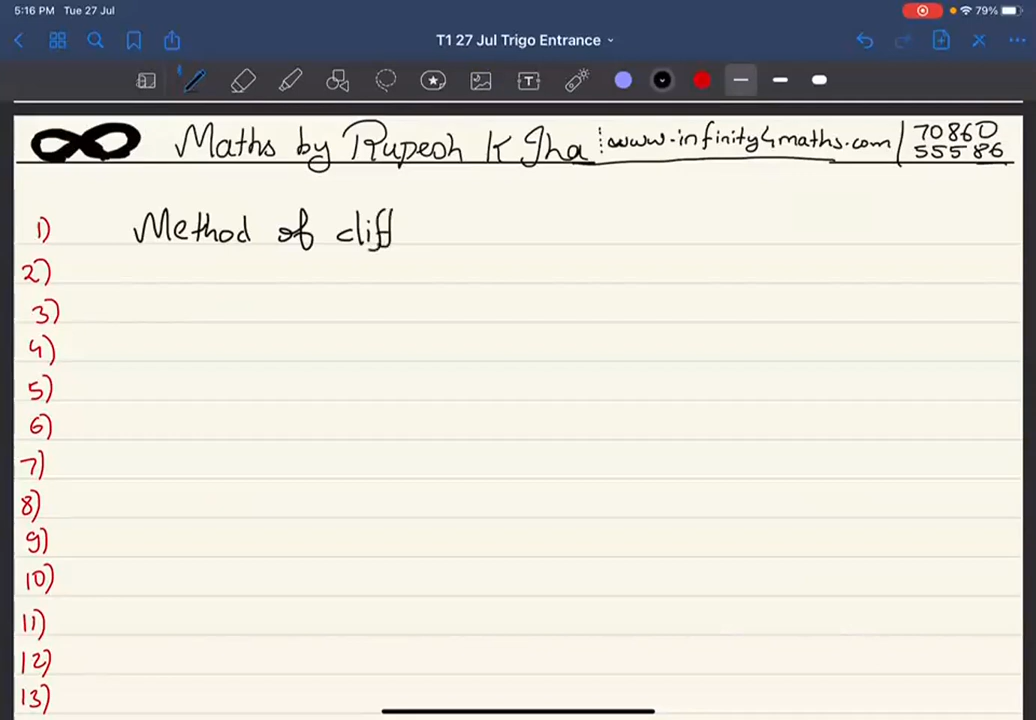 5:16 PM Tue 27 Jul
79%
T1 27 Jul Trigo Entrance
T
∞ Maths by Rupesh K Jha www.infinity4maths.com 70860
55586
1) Method of diff
2)
3)
4)
5)
6)
7)
8)
9)
10)
11)
12)
13)